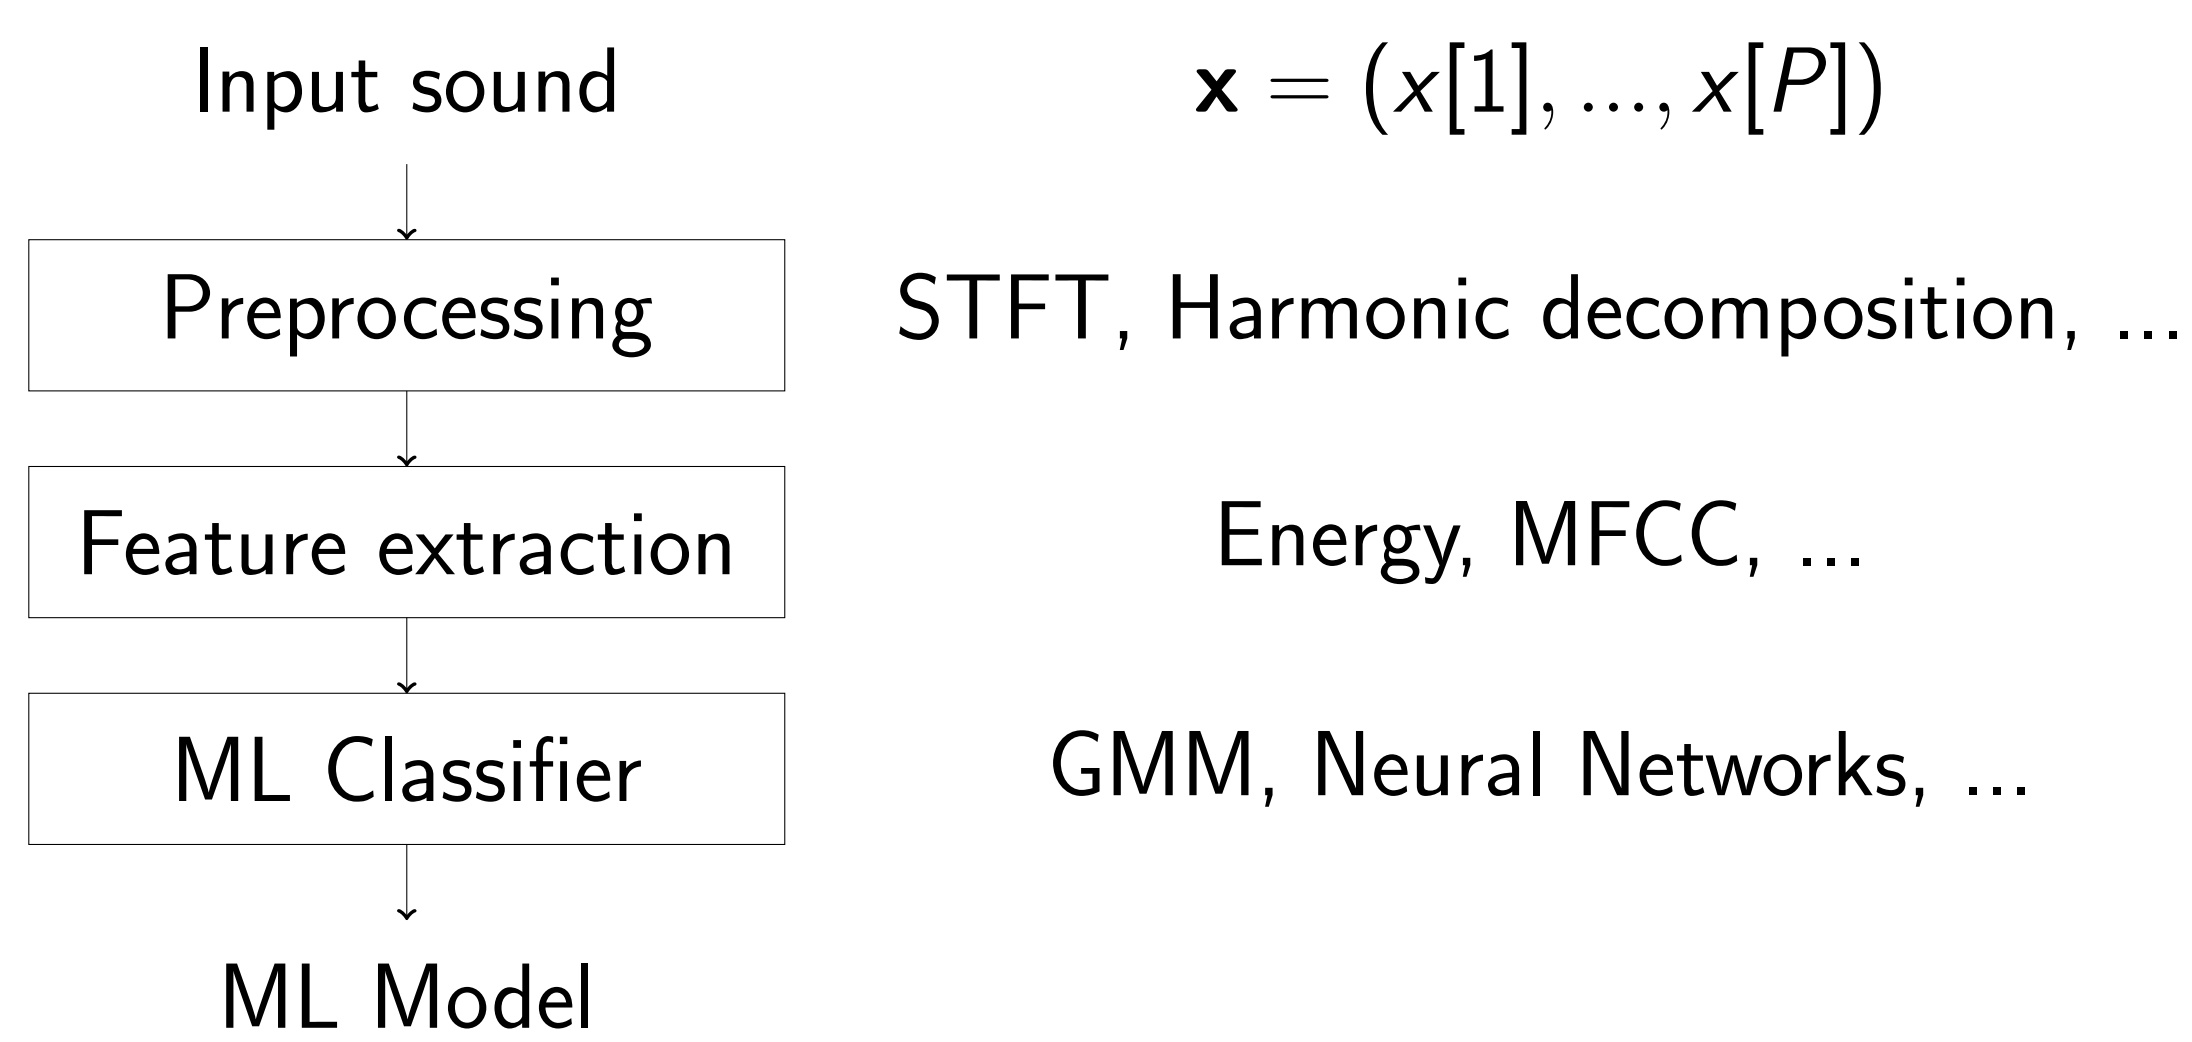 Input sound
x = (x[1], ..., x[P])
Preprocessing
STFT, Harmonic decomposition, ...
Feature extraction
Energy, MFCC, ...
ML Classifier
GMM, Neural Networks, ...
ML Model